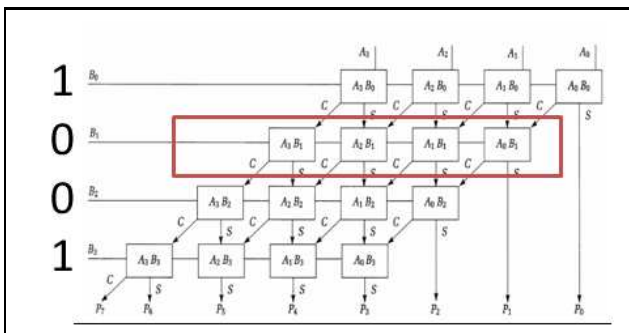 A₃ A₂ A₁ A₀
1 B₀ A₃ B₀ A₂ B₀ A₁ B₀ A₀ B₀
C S C S C S C S
0 B₁ A₃ B₁ A₂ B₁ A₁ B₁ A₀ B₁
C S C S C S C
0 B₂ A₃ B₂ A₂ B₂ A₁ B₂ A₀ B₂
C S C S C S C S
1 B₃ A₃ B₃ A₂ B₃ A₁ B₃ A₀ B₃
C S S S S
P₇ P₆ P₅ P₄ P₃ P₂ P₁ P₀